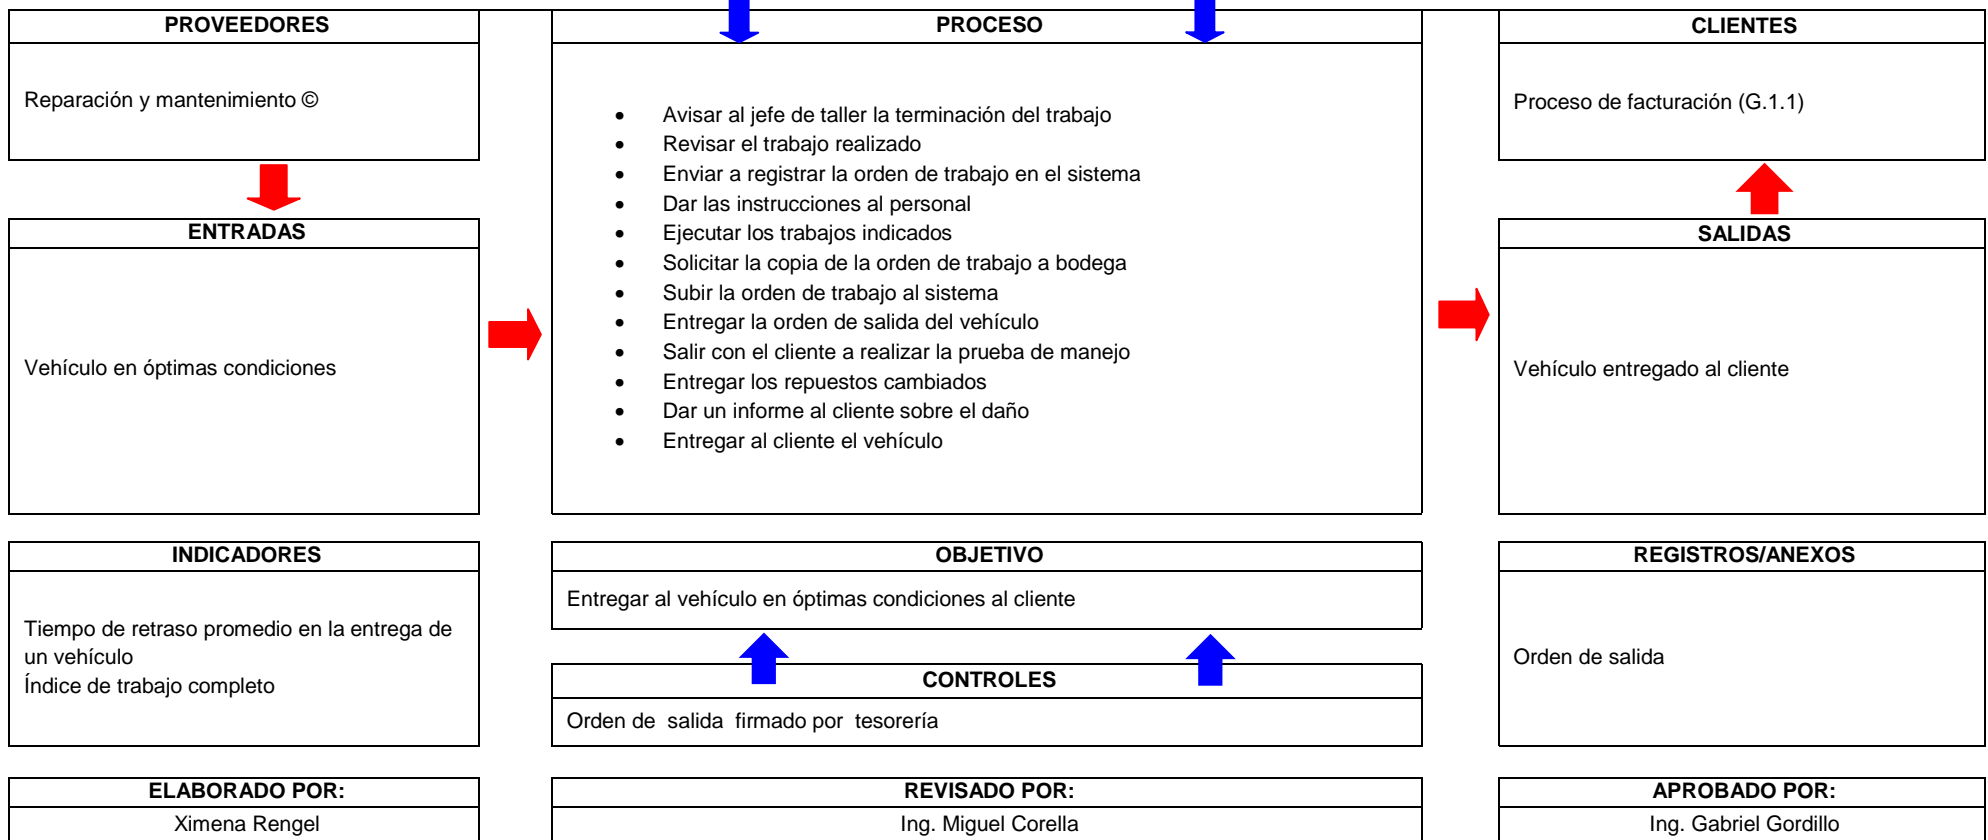 PROVEEDORES
Reparación y mantenimiento ©
ENTRADAS
Vehículo en óptimas condiciones
PROCESO
• Avisar al jefe de taller la terminación del trabajo
• Revisar el trabajo realizado
• Enviar a registrar la orden de trabajo en el sistema
• Dar las instrucciones al personal
• Ejecutar los trabajos indicados
• Solicitar la copia de la orden de trabajo a bodega
• Subir la orden de trabajo al sistema
• Entregar la orden de salida del vehículo
• Salir con el cliente a realizar la prueba de manejo
• Entregar los repuestos cambiados
• Dar un informe al cliente sobre el daño
• Entregar al cliente el vehículo
CLIENTES
Proceso de facturación (G.1.1)
SALIDAS
Vehículo entregado al cliente
INDICADORES
Tiempo de retraso promedio en la entrega de
un vehículo
Índice de trabajo completo
OBJETIVO
Entregar al vehículo en óptimas condiciones al cliente
CONTROLES
Orden de salida firmado por tesorería
REGISTROS/ANEXOS
Orden de salida
ELABORADO POR:
Ximena Rengel
REVISADO POR:
Ing. Miguel Corella
APROBADO POR:
Ing. Gabriel Gordillo